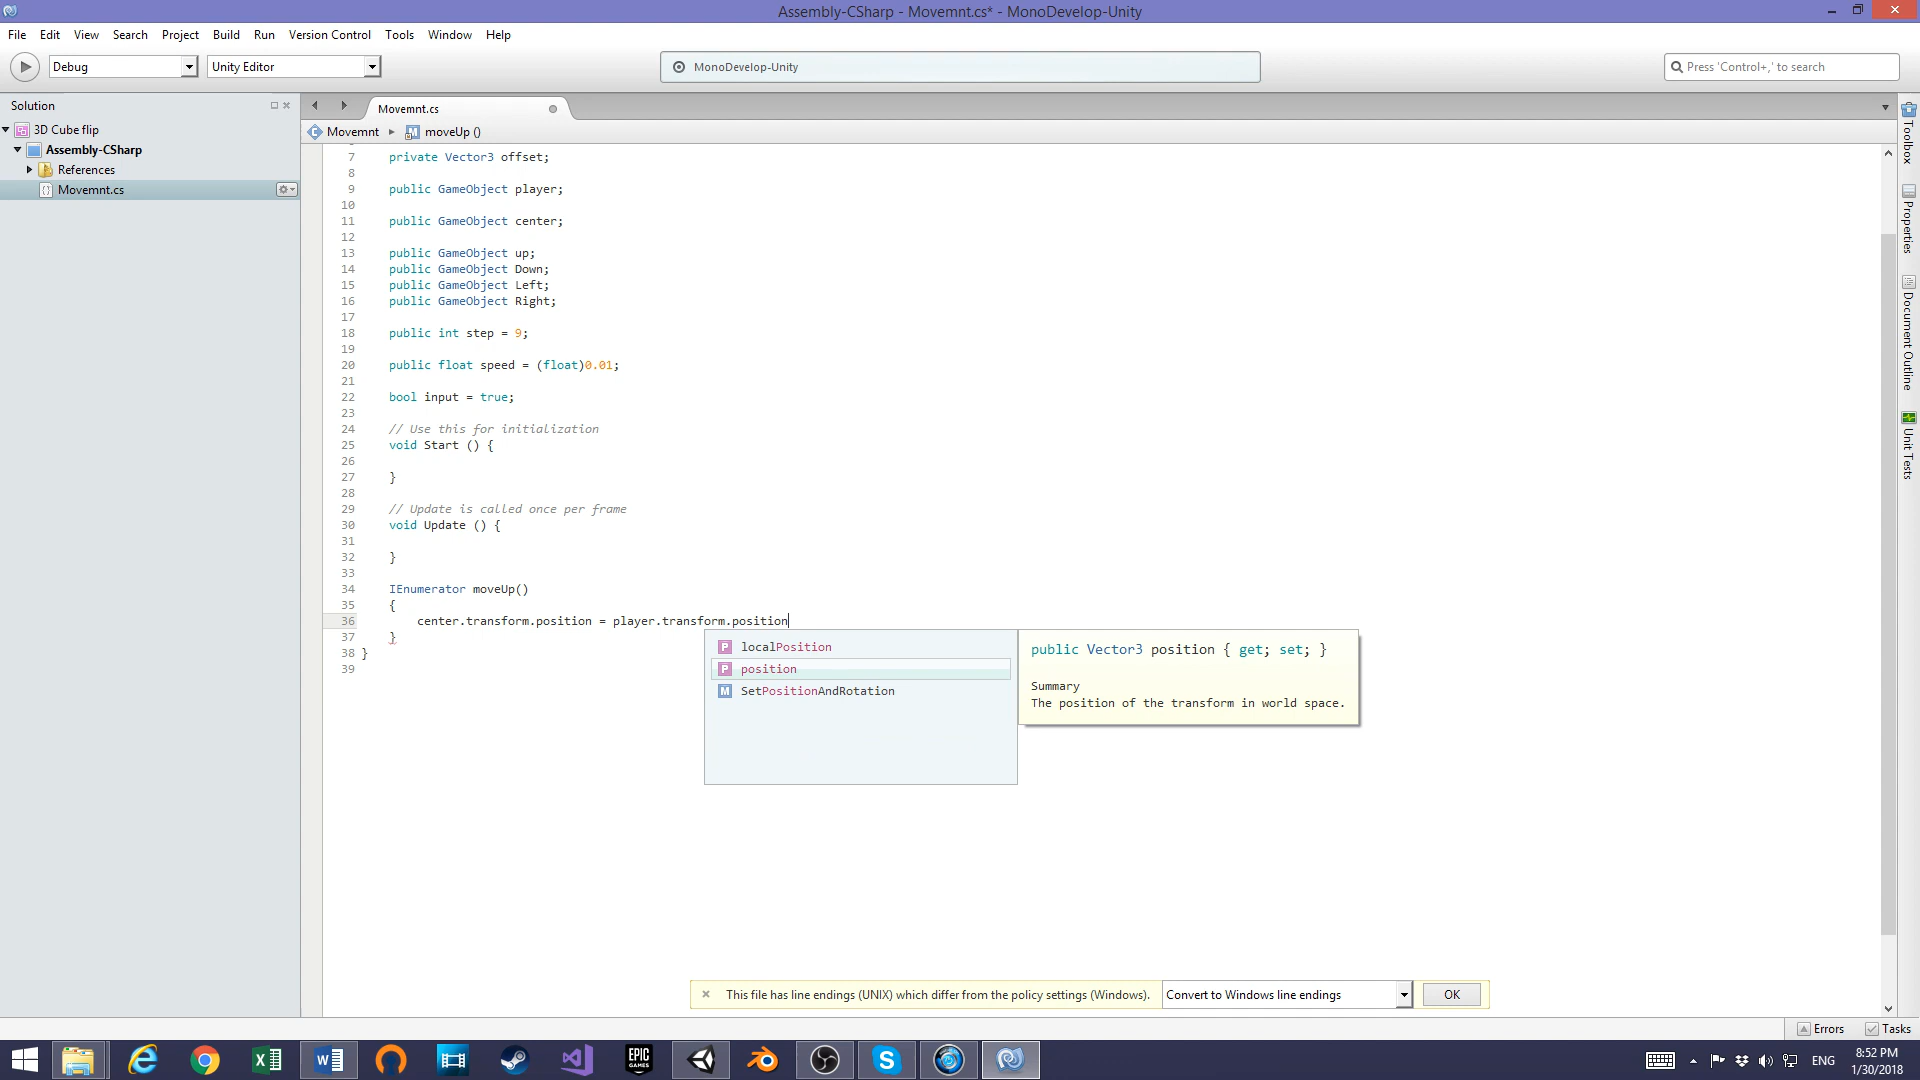 Assembly-CSharp - Movemnt.cs* - MonoDevelop-Unity
File Edit View Search Project Build Run Version Control Tools Window Help
Debug Unity Editor MonoDevelop-Unity Press 'Control+,' to search
Solution
3D Cube flip
Assembly-CSharp
References
Movemnt.cs
Movemnt.cs
Movemnt moveUp ()
7 private Vector3 offset;
8
9 public GameObject player;
10
11 public GameObject center;
12
13 public GameObject up;
14 public GameObject Down;
15 public GameObject Left;
16 public GameObject Right;
17
18 public int step = 9;
19
20 public float speed = (float)0.01;
21
22 bool input = true;
23
24 // Use this for initialization
25 void Start () {
26
27 }
28
29 // Update is called once per frame
30 void Update () {
31
32 }
33
34 IEnumerator moveUp()
35 {
36 center.transform.position = player.transform.position
37 }
38 }
39
localPosition
position
SetPositionAndRotation
public Vector3 position { get; set; }
Summary
The position of the transform in world space.
Toolbox
Properties
Document Outline
Unit Tests
This file has line endings (UNIX) which differ from the policy settings (Windows). Convert to Windows line endings OK
Errors Tasks
EPIC
GAMES
ENG
8:52 PM
1/30/2018